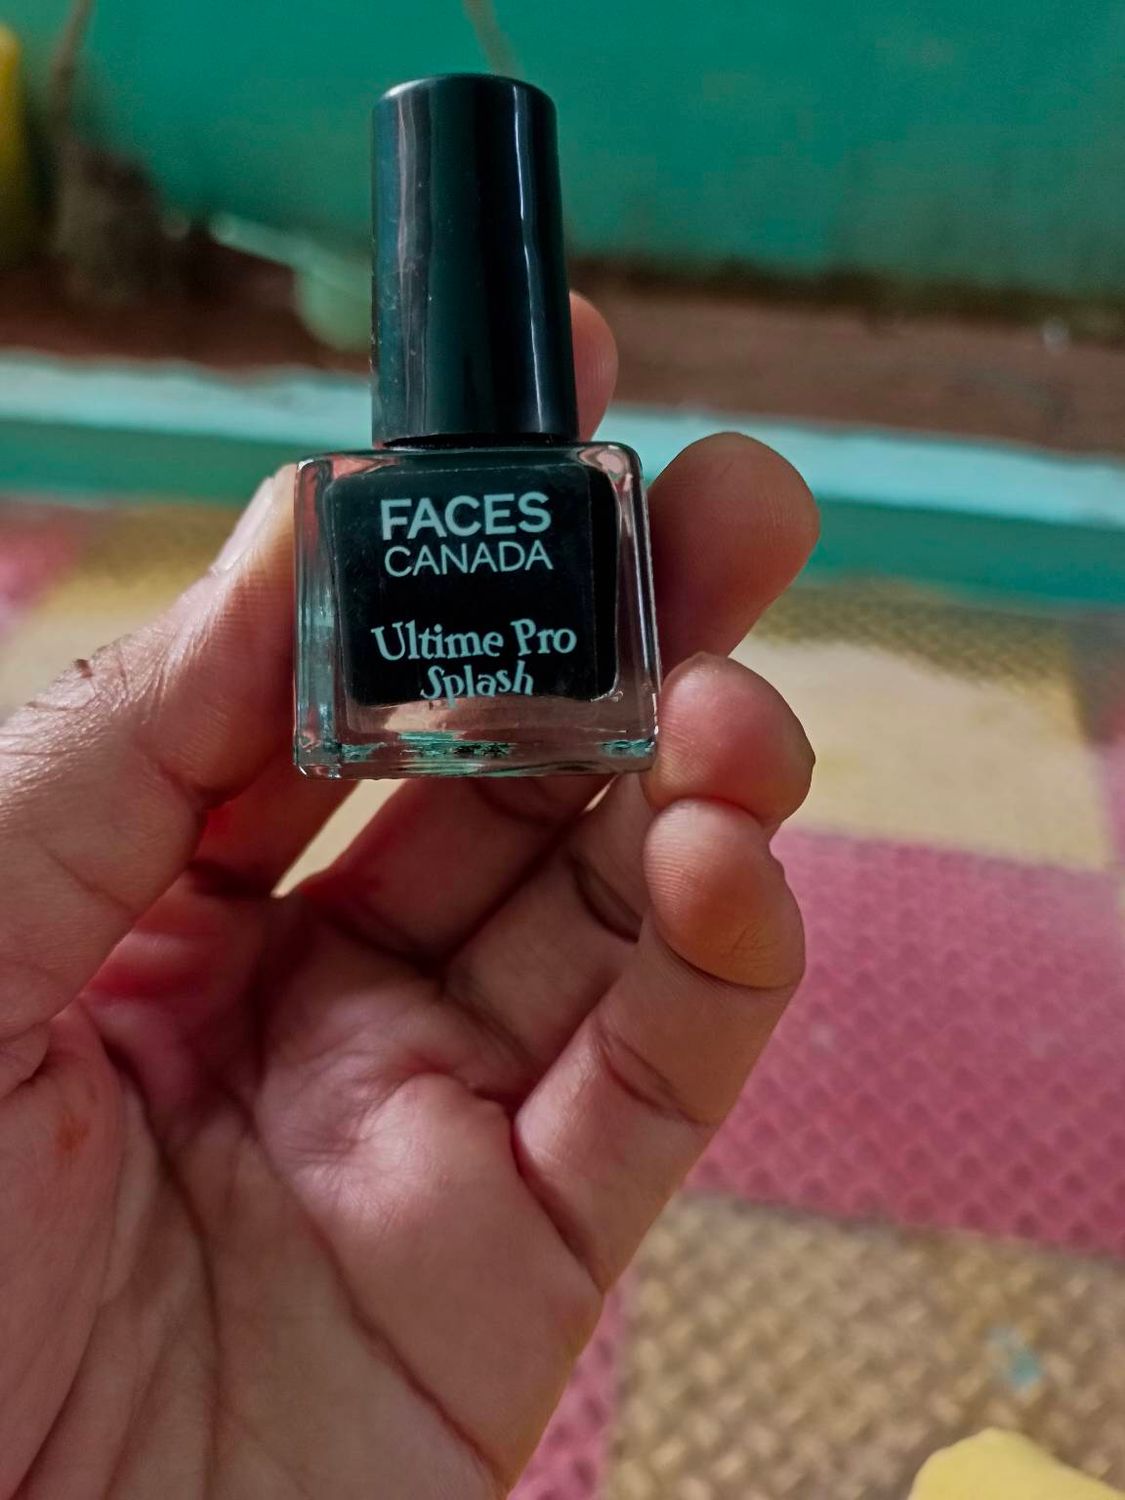 FACES
CANADA
Ultime Pro
Splash